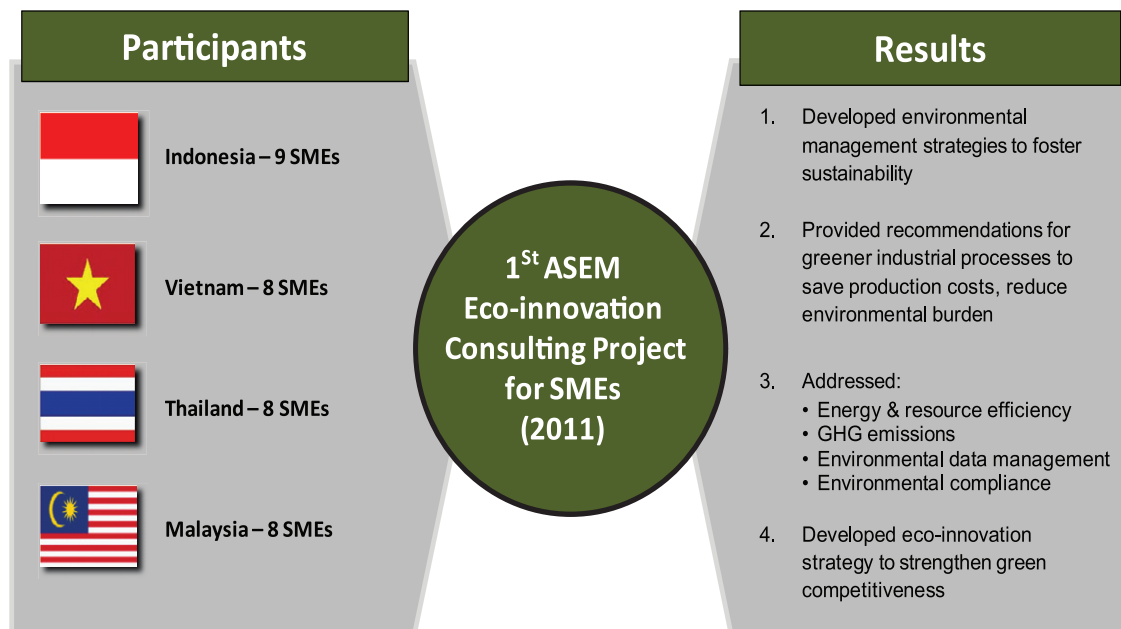 Participants
Indonesia – 9 SMEs
Vietnam – 8 SMEs
Thailand – 8 SMEs
Malaysia – 8 SMEs
1St ASEM
Eco-innovation
Consulting Project
for SMEs
(2011)
Results
1. Developed environmental
management strategies to foster
sustainability
2. Provided recommendations for
greener industrial processes to
save production costs, reduce
environmental burden
3. Addressed:
• Energy & resource efficiency
• GHG emissions
• Environmental data management
• Environmental compliance
4. Developed eco-innovation
strategy to strengthen green
competitiveness